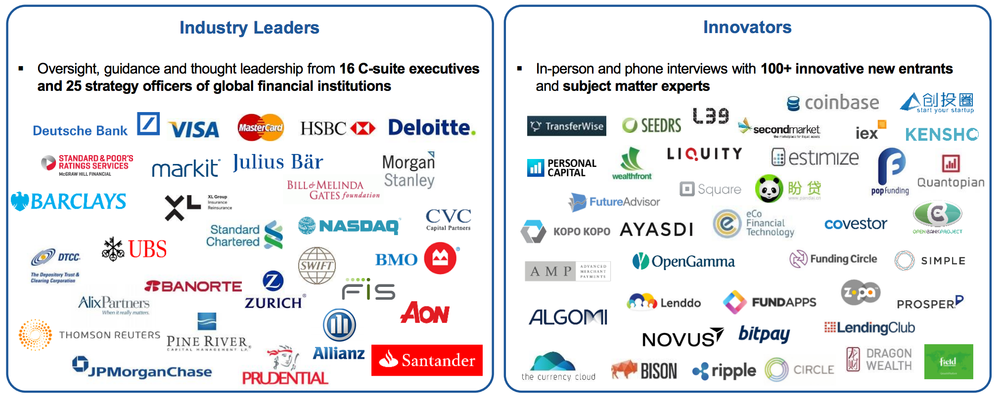 Industry Leaders
▪ Oversight, guidance and thought leadership from 16 C-suite executives
and 25 strategy officers of global financial institutions
Deutsche Bank
VISA
MasterCard
HSBC
Deloitte.
STANDARD & POOR'S
RATINGS SERVICES
McGRAW HILL FINANCIAL
markit
Julius Bär
Morgan
Stanley
BILL & MELINDA
GATES foundation
BARCLAYS
XL
XL Group
Insurance
Reinsurance
Standard
Chartered
NASDAQ
CVC
Capital Partners
UBS
DTCC
The Depository Trust &
Clearing Corporation
SWIFT
BMO
BANORTE
ZURICH
FIS
AlixPartners
When it really matters.
AON
THOMSON REUTERS
PINE RIVER
CAPITAL MANAGEMENT L.P.
Allianz
Santander
JPMorganChase
PRUDENTIAL
Innovators
▪ In-person and phone interviews with 100+ innovative new entrants
and subject matter experts
coinbase
创投圈
start your startup
TransferWise
SEEDRS
L39
secondmarket
the marketplace for illiquid assets
iex
KENSHO
PERSONAL
CAPITAL
wealthfront
LIQUITY
estimize
popfunding
Quantopian
FutureAdvisor
Square
盼贷
www.pandai.cn
KOPO KOPO
AYASDI
eCo
Financial
Technology
covestor
OPENBANKPROJECT
AMP
ADVANCED
MERCHANT
PAYMENTS
OpenGamma
Funding Circle
SIMPLE
Lenddo
FUNDAPPS
zopa
PROSPER
ALGOMI
NOVUS
bitpay
LendingClub
the currency cloud
BISON
ripple
CIRCLE
龙财
DRAGON
WEALTH
field